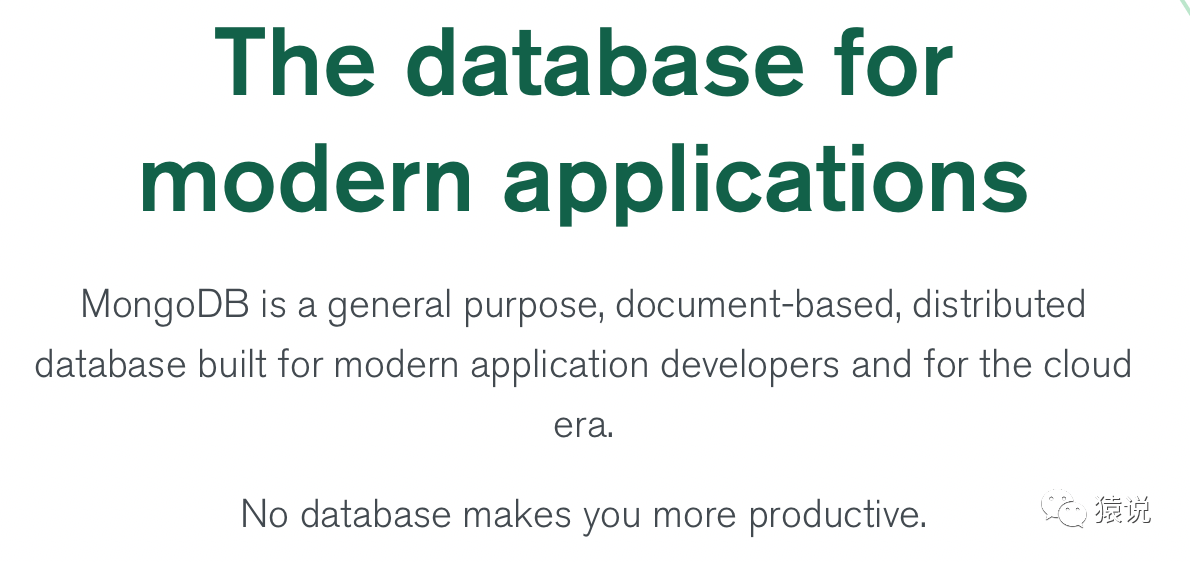 The database for
modern applications
MongoDB is a general purpose, document-based, distributed
database built for modern application developers and for the cloud
era.
No database makes you more productive.
猿说